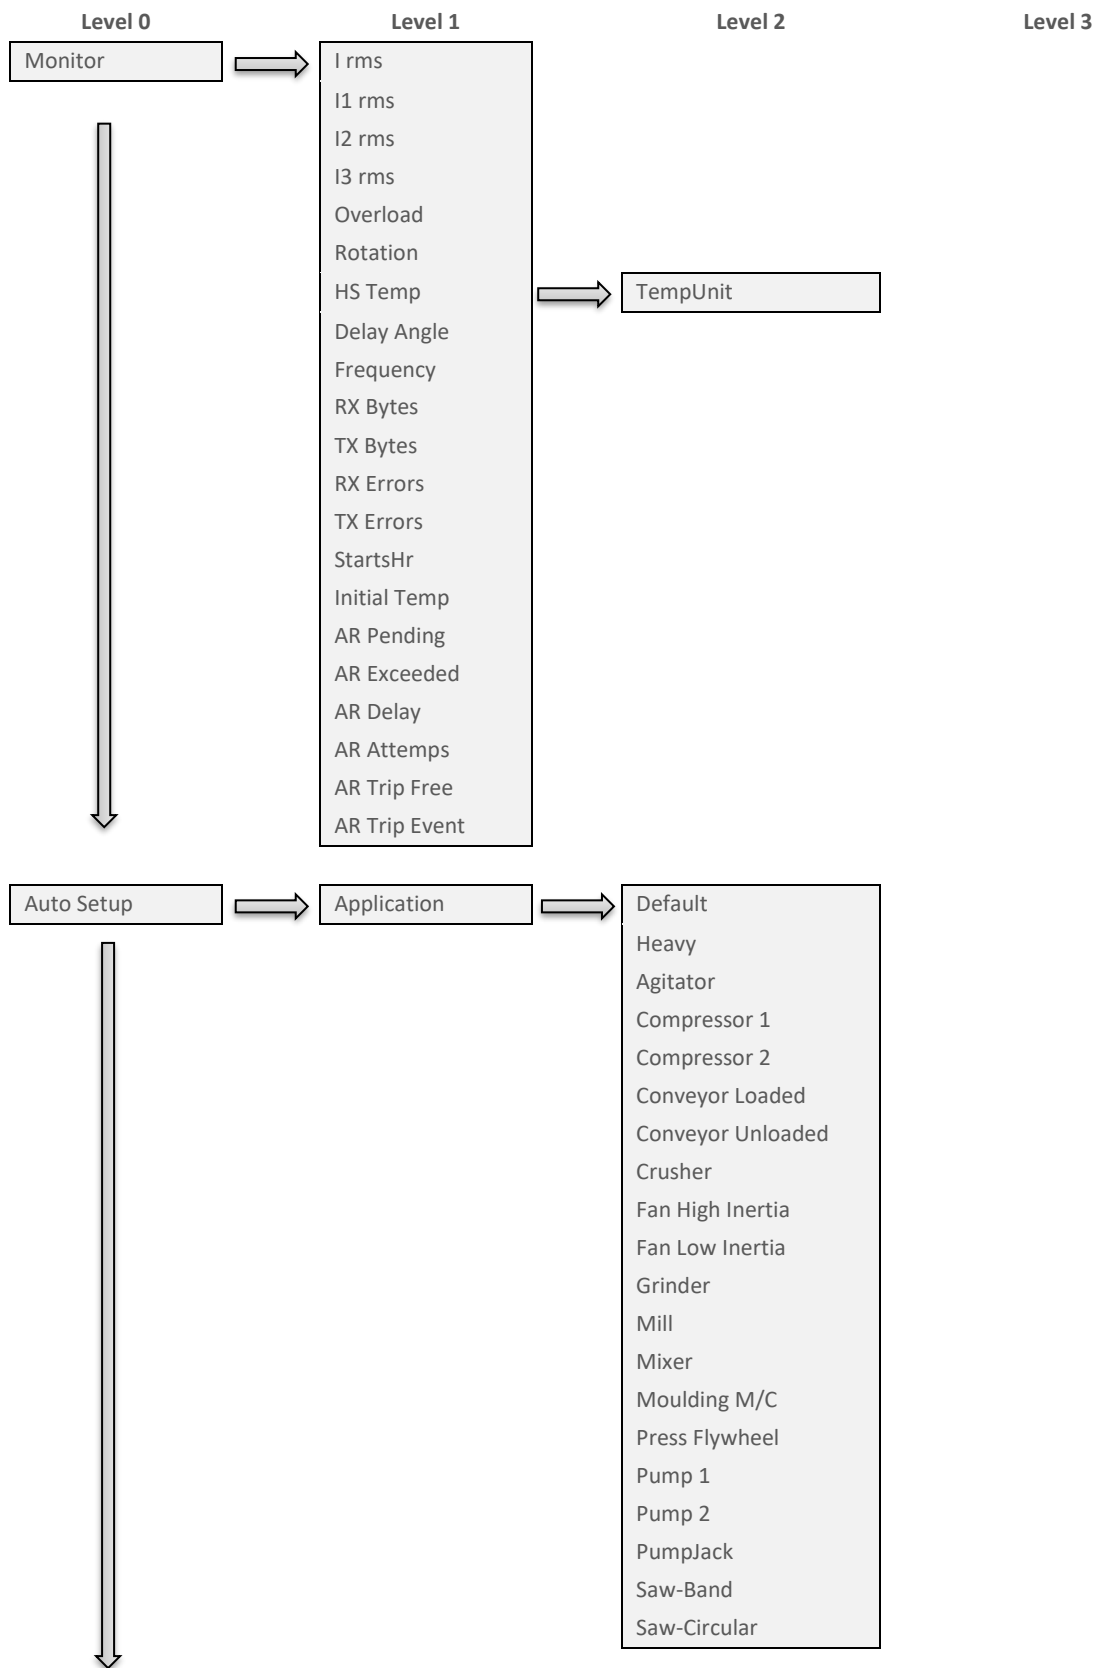 Level 0
Level 1
Level 2
Level 3
Monitor
I rms
I1 rms
I2 rms
I3 rms
Overload
Rotation
HS Temp
TempUnit
Delay Angle
Frequency
RX Bytes
TX Bytes
RX Errors
TX Errors
StartsHr
Initial Temp
AR Pending
AR Exceeded
AR Delay
AR Attemps
AR Trip Free
AR Trip Event
Auto Setup
Application
Default
Heavy
Agitator
Compressor 1
Compressor 2
Conveyor Loaded
Conveyor Unloaded
Crusher
Fan High Inertia
Fan Low Inertia
Grinder
Mill
Mixer
Moulding M/C
Press Flywheel
Pump 1
Pump 2
PumpJack
Saw-Band
Saw-Circular